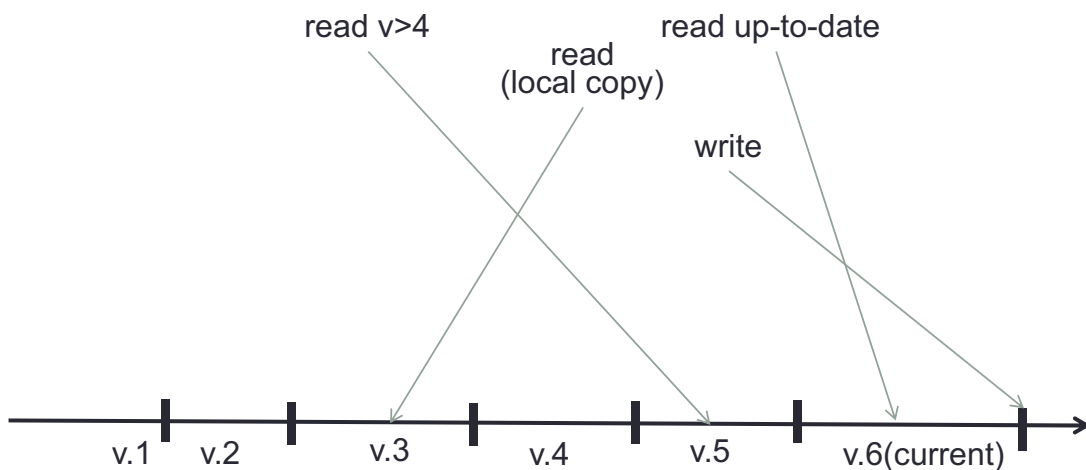 read v>4
read up-to-date
read
(local copy)
write
v.1
v.2
v.3
v.4
v.5
v.6(current)